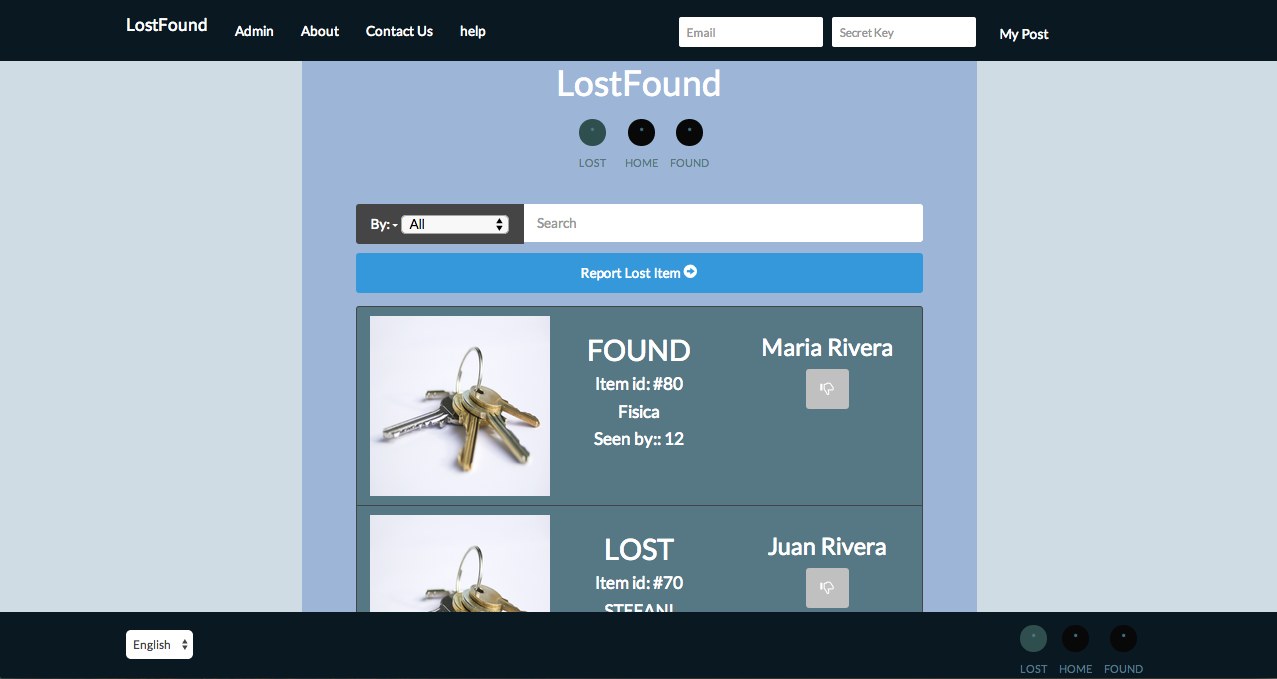 LostFound
Admin
About
Contact Us
help
Email
Secret Key
My Post
LostFound
LOST
HOME
FOUND
By:
All
Search
Report Lost Item
FOUND
Item id: #80
Fisica
Seen by:: 12
Maria Rivera
LOST
Item id: #70
STEFANI
Juan Rivera
English
LOST
HOME
FOUND